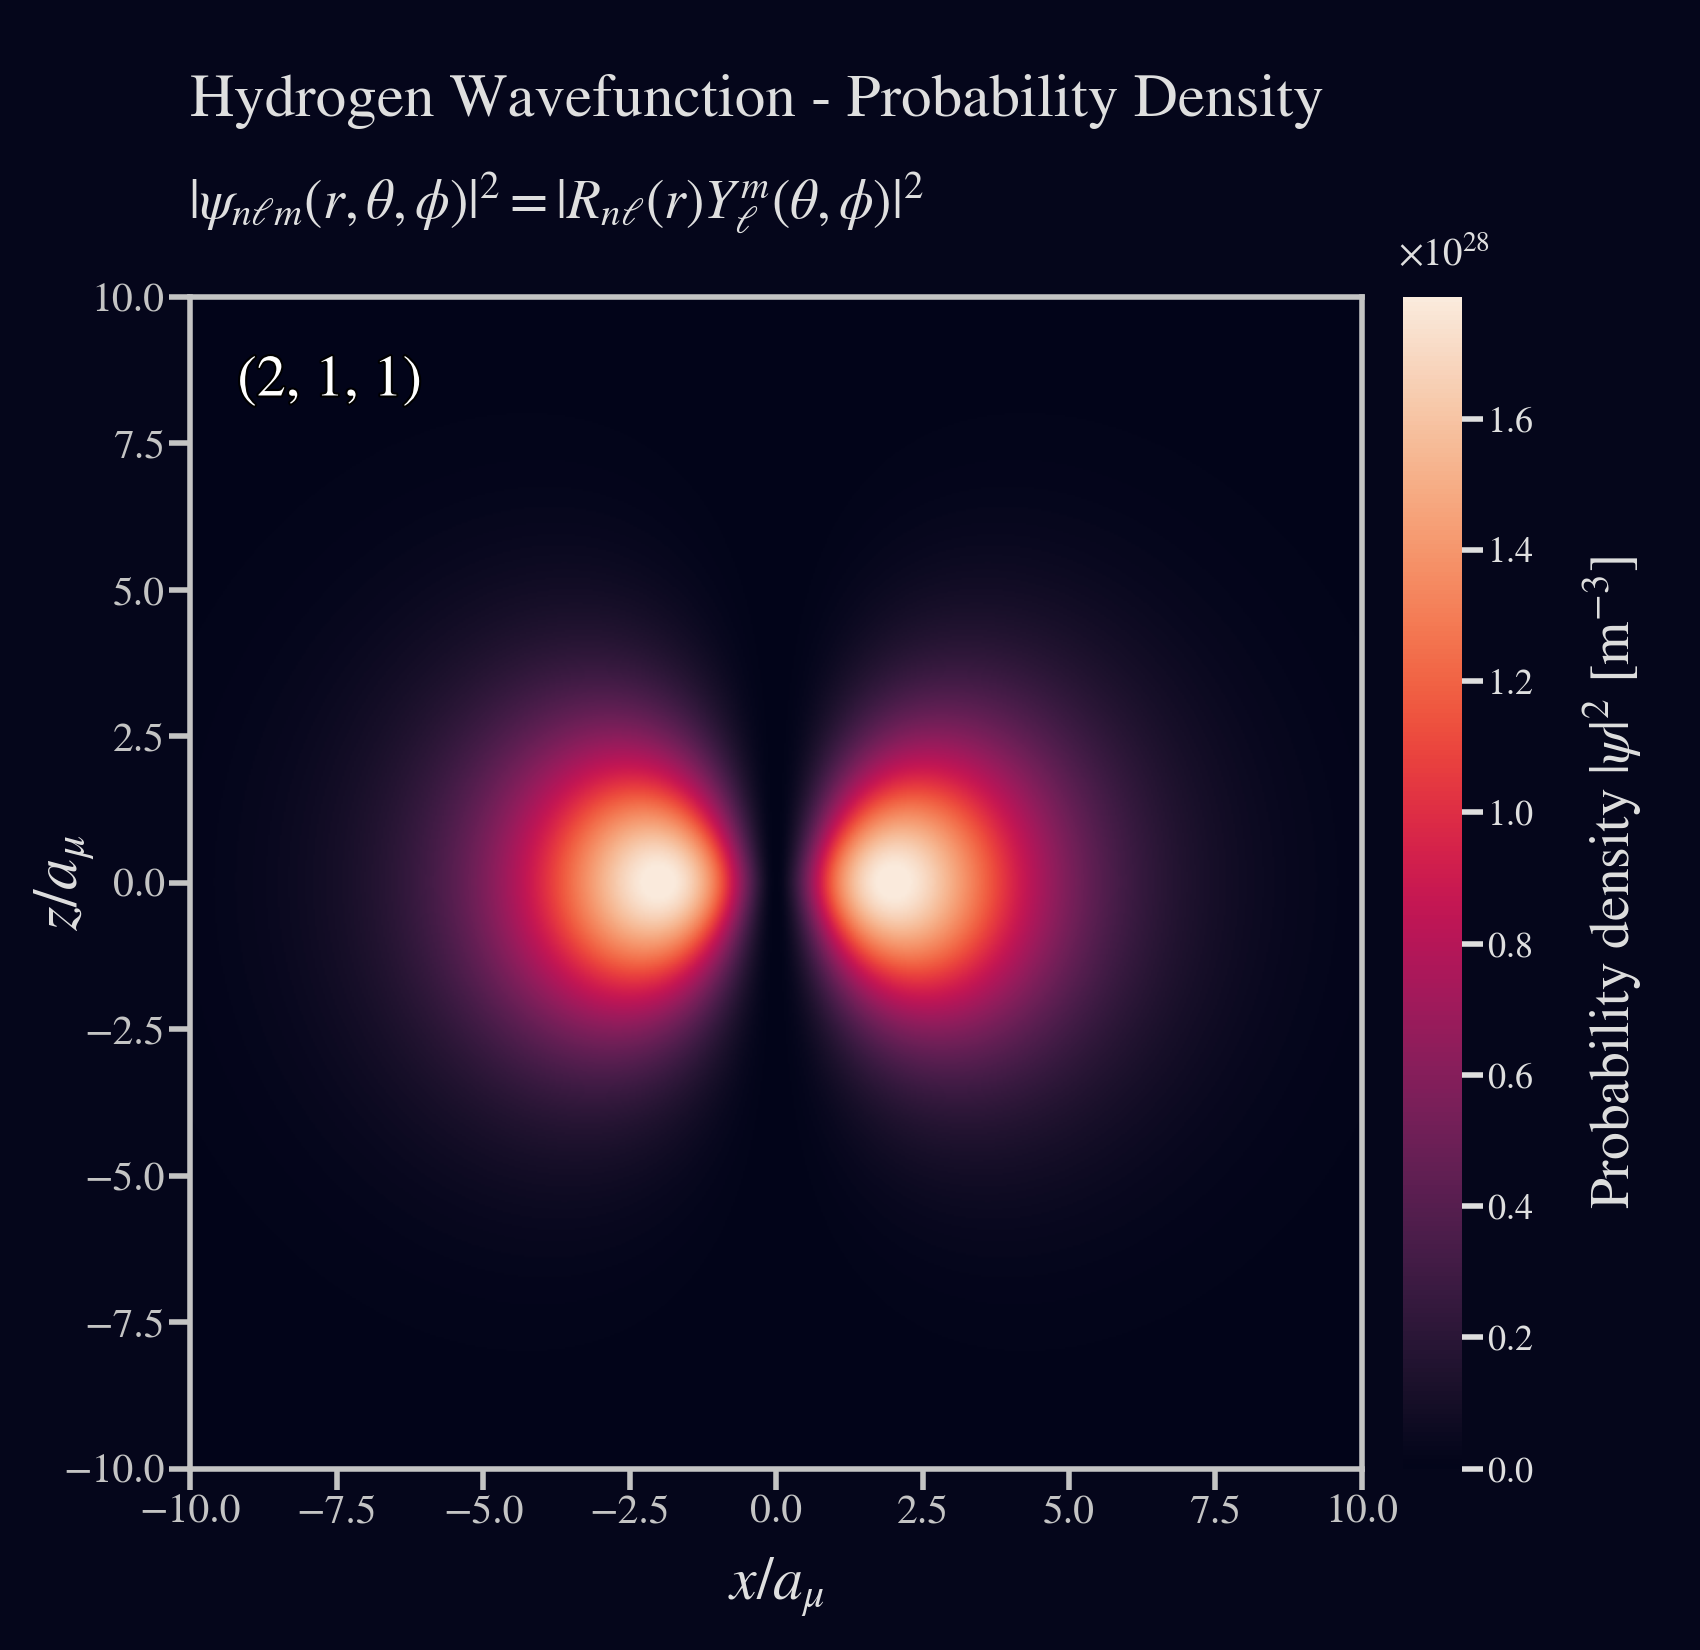 Hydrogen Wavefunction - Probability Density
|ψₙℓₘ(r, θ, ϕ)|² = |Rₙℓ(r)Yℓᵐ(θ, ϕ)|²
×10²⁸
(2, 1, 1)
10.0
7.5
5.0
2.5
0.0
−2.5
−5.0
−7.5
−10.0
z/aμ
−10.0 −7.5 −5.0 −2.5 0.0 2.5 5.0 7.5 10.0
x/aμ
1.6
1.4
1.2
1.0
0.8
0.6
0.4
0.2
0.0
Probability density |ψ|² [m⁻³]